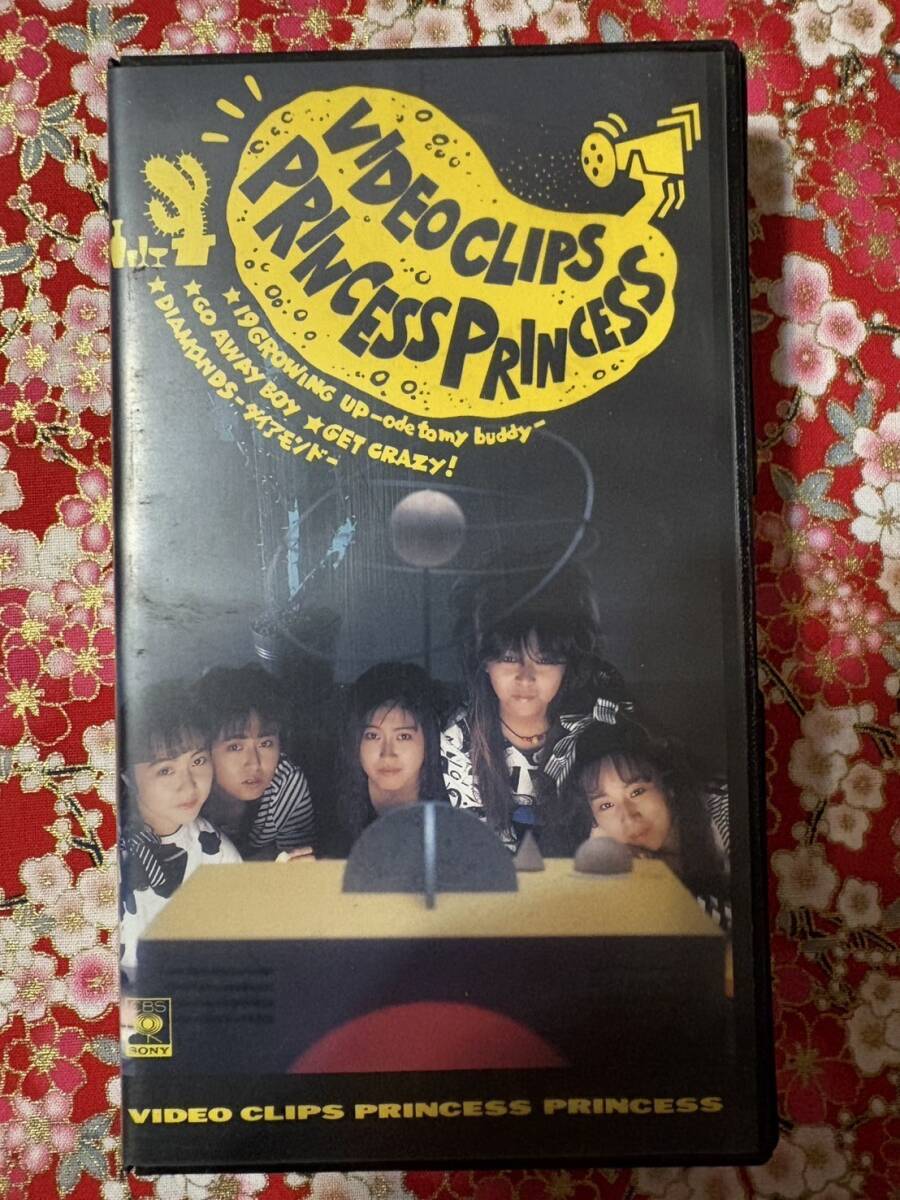 VIDEO CLIPS
PRINCESS PRINCESS
★19 GROWING UP -ode to my buddy-
★GO AWAY BOY ★GET CRAZY!
★DIAMONDS -ダイアモンド-
CBS
SONY
VIDEO CLIPS PRINCESS PRINCESS